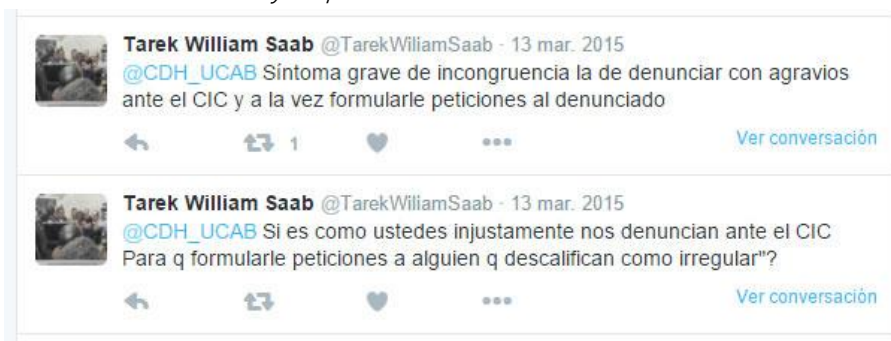 Tarek William Saab @TarekWiliamSaab · 13 mar. 2015
@CDH_UCAB Síntoma grave de incongruencia la de denunciar con agravios
ante el CIC y a la vez formularle peticiones al denunciado
1
Ver conversación
Tarek William Saab @TarekWiliamSaab · 13 mar. 2015
@CDH_UCAB Si es como ustedes injustamente nos denuncian ante el CIC
Para q formularle peticiones a alguien q descalifican como irregular"?
Ver conversación